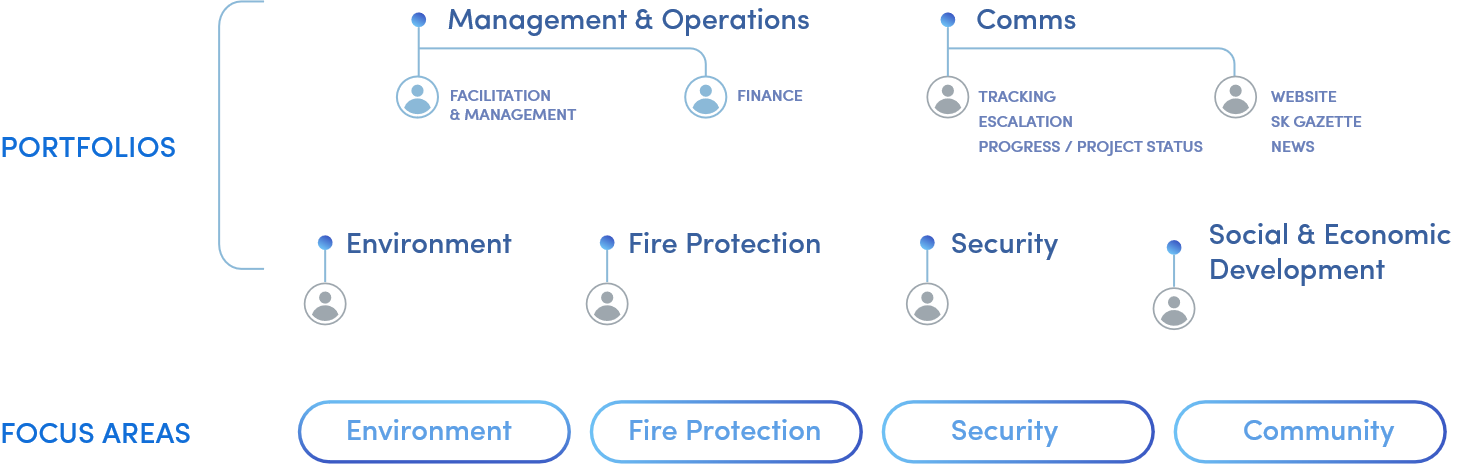 Management & Operations
Comms
FACILITATION
& MANAGEMENT
FINANCE
TRACKING
ESCALATION
PROGRESS / PROJECT STATUS
WEBSITE
SK GAZETTE
NEWS
PORTFOLIOS
Environment
Fire Protection
Security
Social & Economic
Development
FOCUS AREAS
Environment
Fire Protection
Security
Community